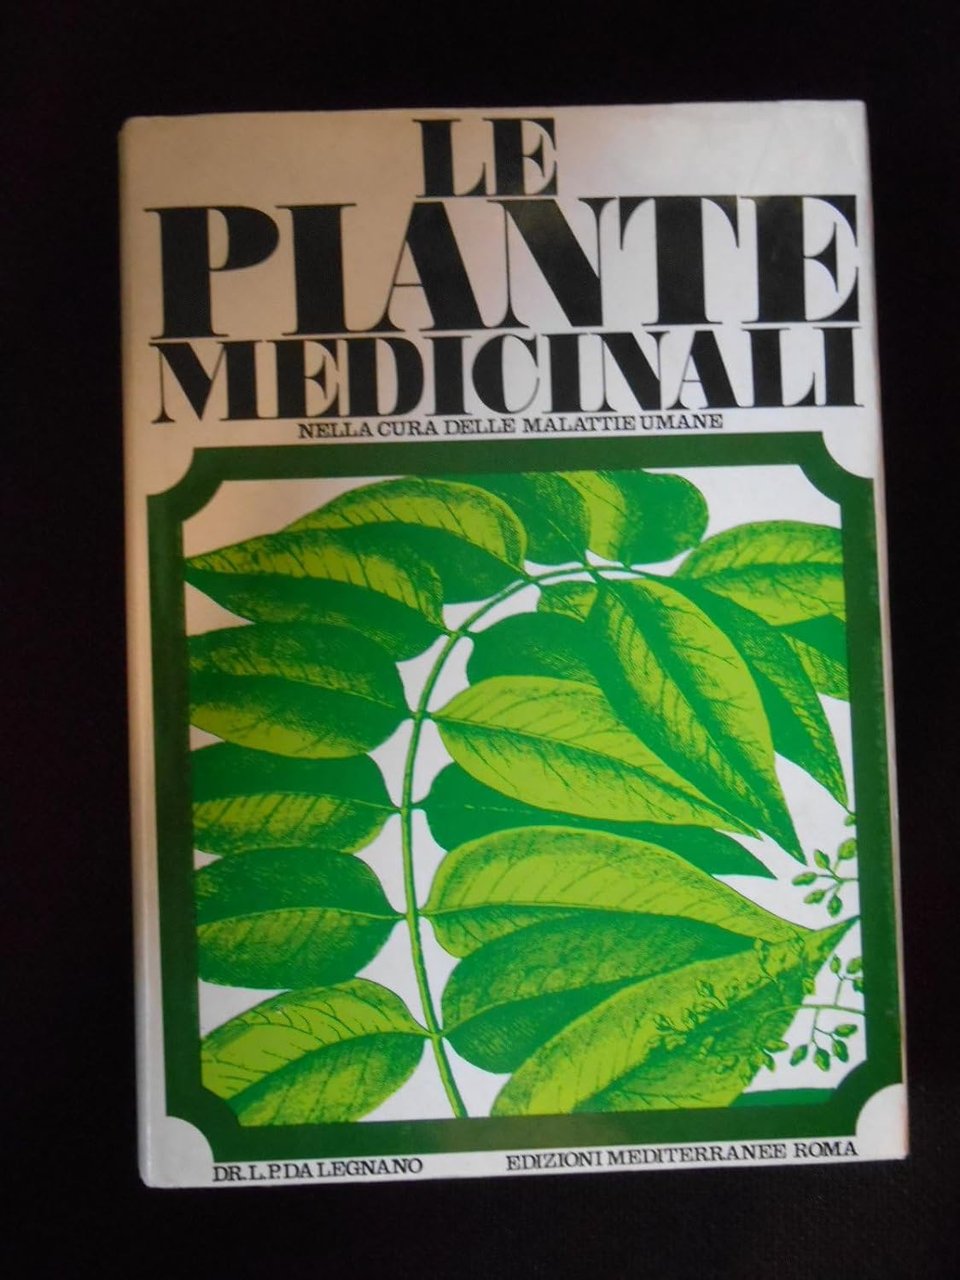 LE
PIANTE
MEDICINALI
NELLA CURA DELLE MALATTIE UMANE
DR. L. P. DA LEGNANO
EDIZIONI MEDITERRANEE ROMA